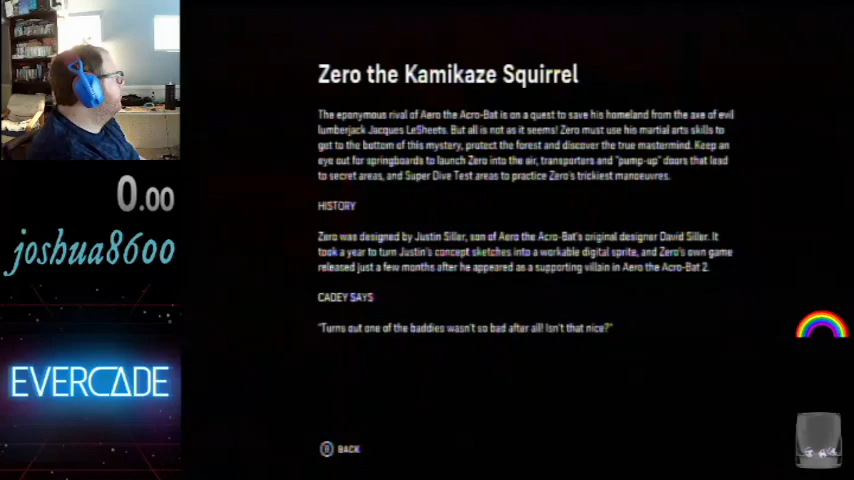 Zero the Kamikaze Squirrel
The eponymous rival of Aero the Acro-Bat is on a quest to save his homeland from the axe of evil
lumberjack Jacques LeSheets. But all is not as it seems! Zero must use his martial arts skills to
get to the bottom of this mystery, protect the forest and discover the true mastermind. Keep an
eye out for springboards to launch Zero into the air, transporters and "pump-up" doors that lead
to secret areas, and Super Dive Test areas to practice Zero's trickiest manoeuvres.
HISTORY
Zero was designed by Justin Siller, son of Aero the Acro-Bat's original designer David Siller. It
took a year to turn Justin's concept sketches into a workable digital sprite, and Zero's own game
released just a few months after he appeared as a supporting villain in Aero the Acro-Bat 2.
CADEY SAYS
"Turns out one of the baddies wasn't so bad after all! Isn't that nice?"
B BACK
0.00
joshua8600
EVERCADE